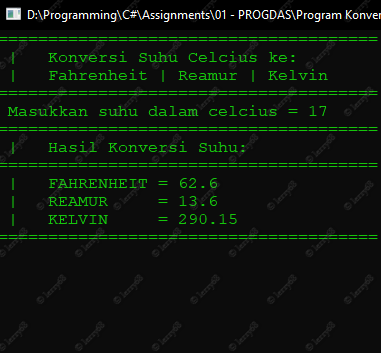 D:\Programming\C#\Assignments\01 - PROGDAS\Program Konver
======================================
|   Konversi Suhu Celcius ke:
|   Fahrenheit | Reamur | Kelvin
======================================
Masukkan suhu dalam celcius = 17
======================================
|   Hasil Konversi Suhu:
======================================
|   FAHRENHEIT = 62.6
|   REAMUR     = 13.6
|   KELVIN     = 290.15
======================================